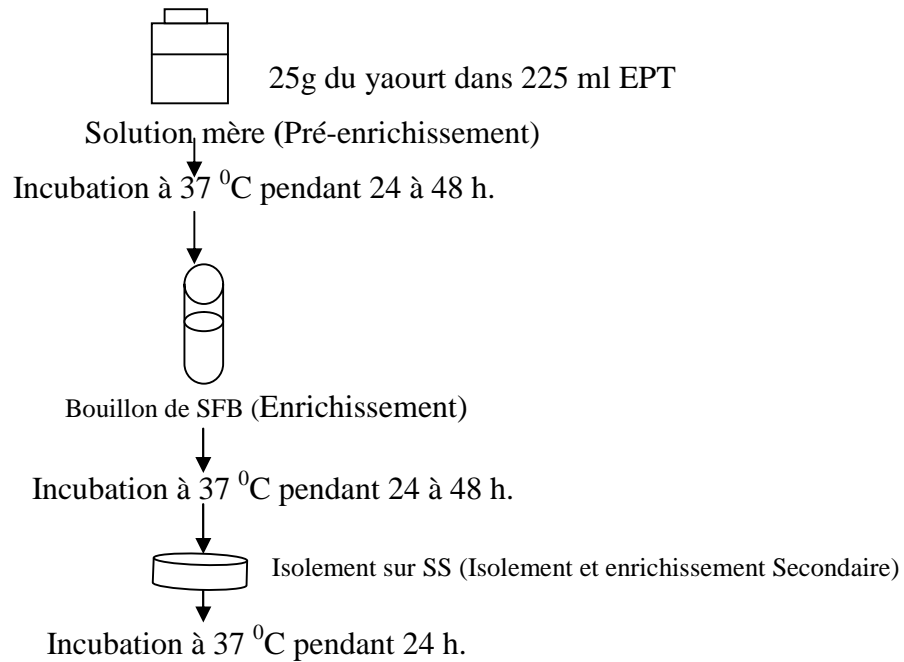 25g du yaourt dans 225 ml EPT
Solution mère (Pré-enrichissement)
Incubation à 37 ⁰C pendant 24 à 48 h.
Bouillon de SFB (Enrichissement)
Incubation à 37 ⁰C pendant 24 à 48 h.
Isolement sur SS (Isolement et enrichissement Secondaire)
Incubation à 37 ⁰C pendant 24 h.